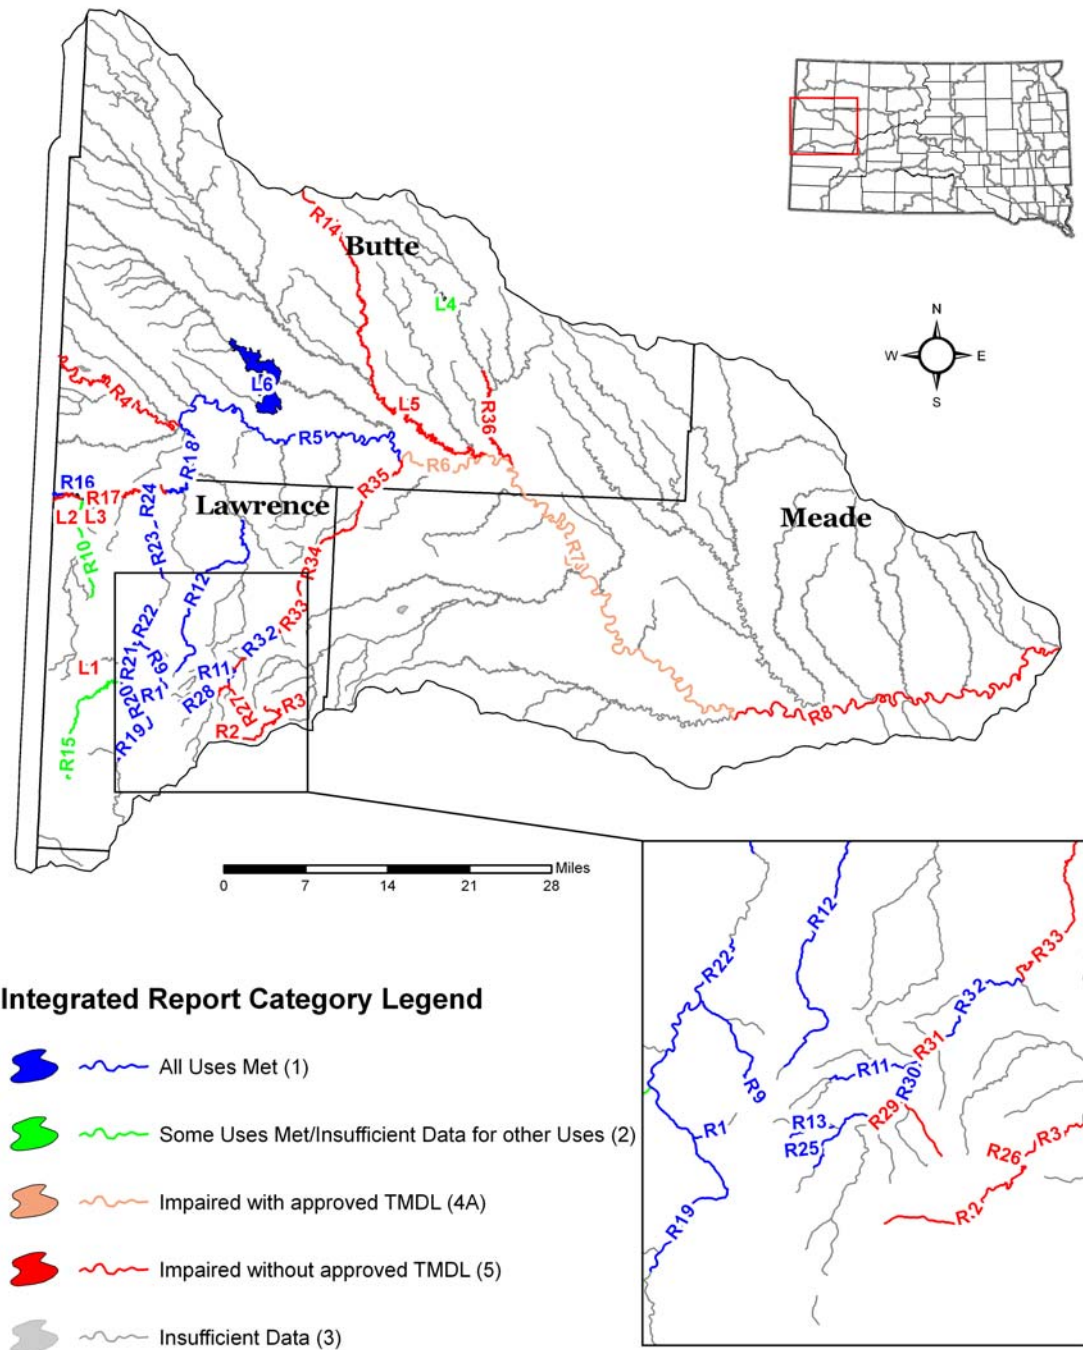 R14
Butte
L4
N
W
E
S
L6
R4
L5
R36
R5
R18
R6
R16
R17
R24
R35
L2
L3
Lawrence
Meade
R10
R23
R34
R7
R12
R22
R33
R21
R9
R32
L1
R11
R20
R1
R28
R27
R3
R19
R2
R8
R15
Miles
0
7
14
21
28
R12
R22
R33
R32
R31
R11
R30
R9
R29
R13
R1
R25
R26
R3
R2
R19
Integrated Report Category Legend
All Uses Met (1)
Some Uses Met/Insufficient Data for other Uses (2)
Impaired with approved TMDL (4A)
Impaired without approved TMDL (5)
Insufficient Data (3)